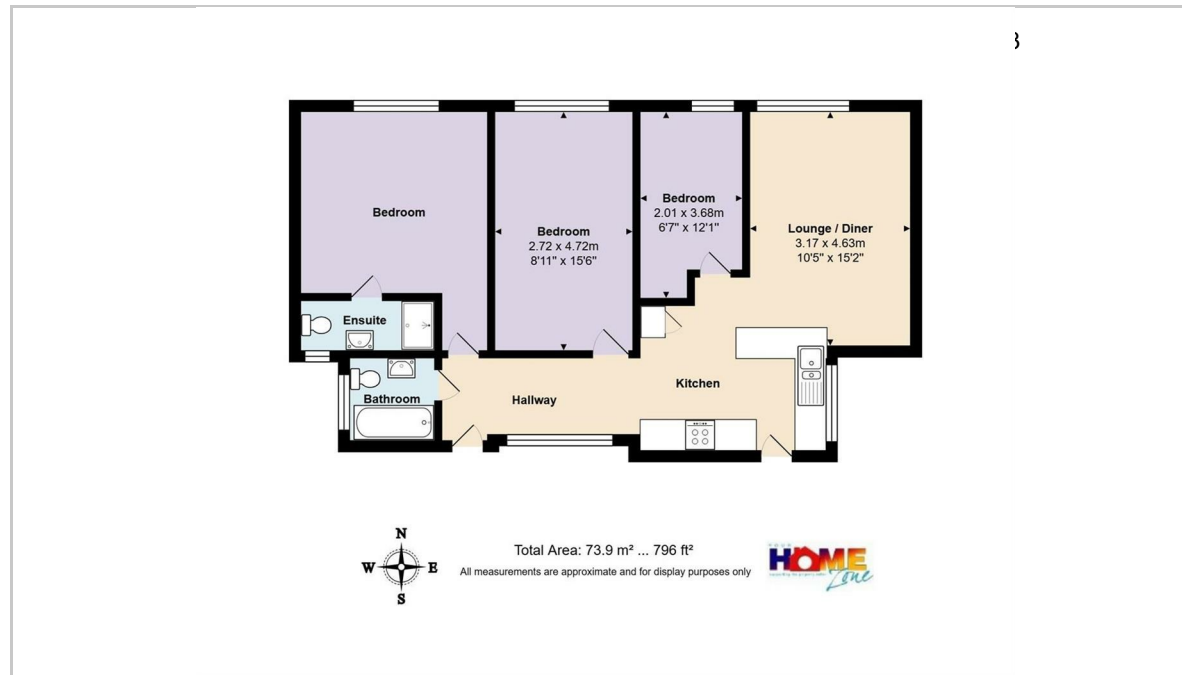 Bedroom
Bedroom
2.72 x 4.72m
8'11" x 15'6"
Bedroom
2.01 x 3.68m
6'7" x 12'1"
Lounge / Diner
3.17 x 4.63m
10'5" x 15'2"
Ensuite
Bathroom
Hallway
Kitchen
N
W E
S
Total Area: 73.9 m² ... 796 ft²
All measurements are approximate and for display purposes only
HOME
Zone